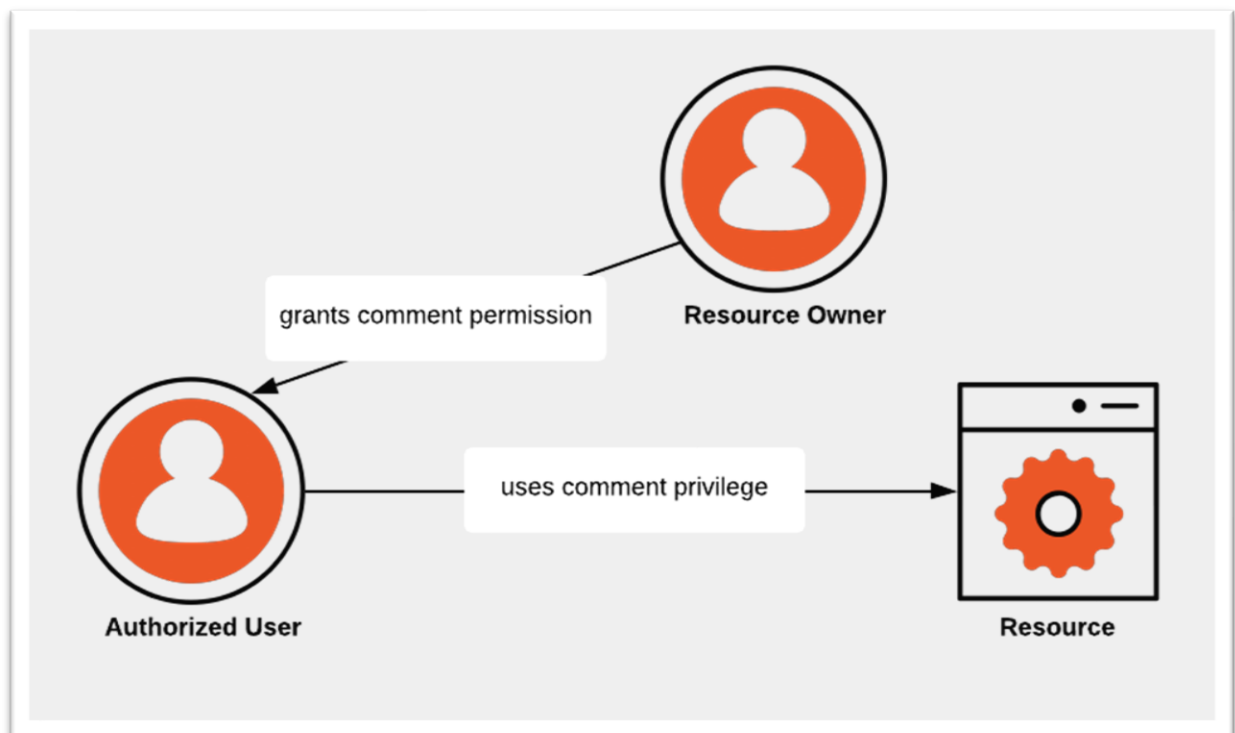 grants comment permission
Resource Owner
uses comment privilege
Authorized User
Resource